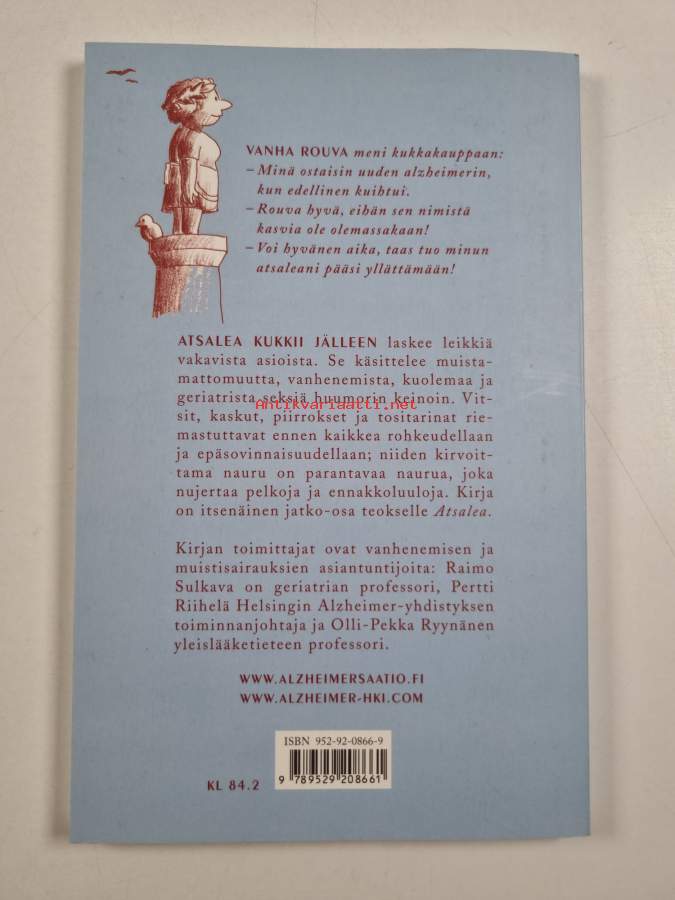 VANHA ROUVA meni kukkakauppaan:
– Minä ostaisin uuden alzheimerin,
kun edellinen kuihtui.
– Rouva hyvä, eihän sen nimistä
kasvia ole olemassakaan!
– Voi hyvänen aika, taas tuo minun
atsaleani pääsi yllättämään!
ATSALEA KUKKII JÄLLEEN laskee leikkiä
vakavista asioista. Se käsittelee muista-
mattomuutta, vanhenemista, kuolemaa ja
geriatrista seksiä huumorin keinoin. Vit-
Antikvariaatti.net
sit, kaskut, piirrokset ja tositarinat rie-
mastuttavat ennen kaikkea rohkeudellaan
ja epäsovinnaisuudellaan; niiden kirvoit-
tama nauru on parantavaa naurua, joka
nujertaa pelkoja ja ennakkoluuloja. Kirja
on itsenäinen jatko-osa teokselle Atsalea.
Kirjan toimittajat ovat vanhenemisen ja
muistisairauksien asiantuntijoita: Raimo
Sulkava on geriatrian professori, Pertti
Riihelä Helsingin Alzheimer-yhdistyksen
toiminnanjohtaja ja Olli-Pekka Ryynänen
yleislääketieteen professori.
WWW.ALZHEIMERSAATIO.FI
WWW.ALZHEIMER-HKI.COM
ISBN 952-92-0866-9
9 789529 208661
KL 84.2